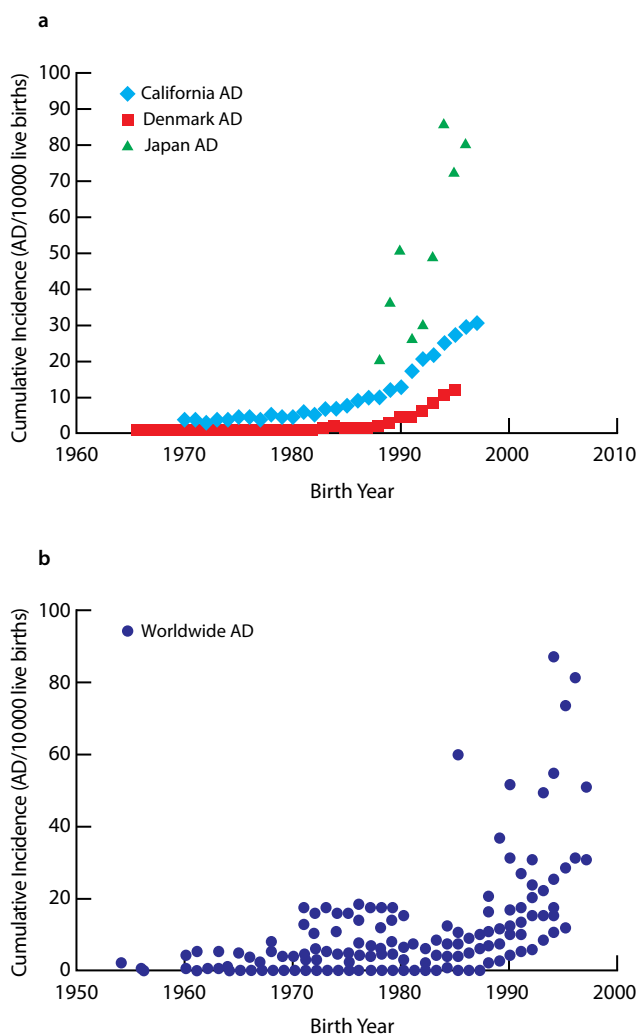 a
Cumulative Incidence (AD/10000 live births)
100
90
80
70
60
50
40
30
20
10
0
California AD
Denmark AD
Japan AD
1960 1970 1980 1990 2000 2010
Birth Year
b
Cumulative Incidence (AD/10 000 live births)
100
80
60
40
20
0
Worldwide AD
1950 1960 1970 1980 1990 2000
Birth Year